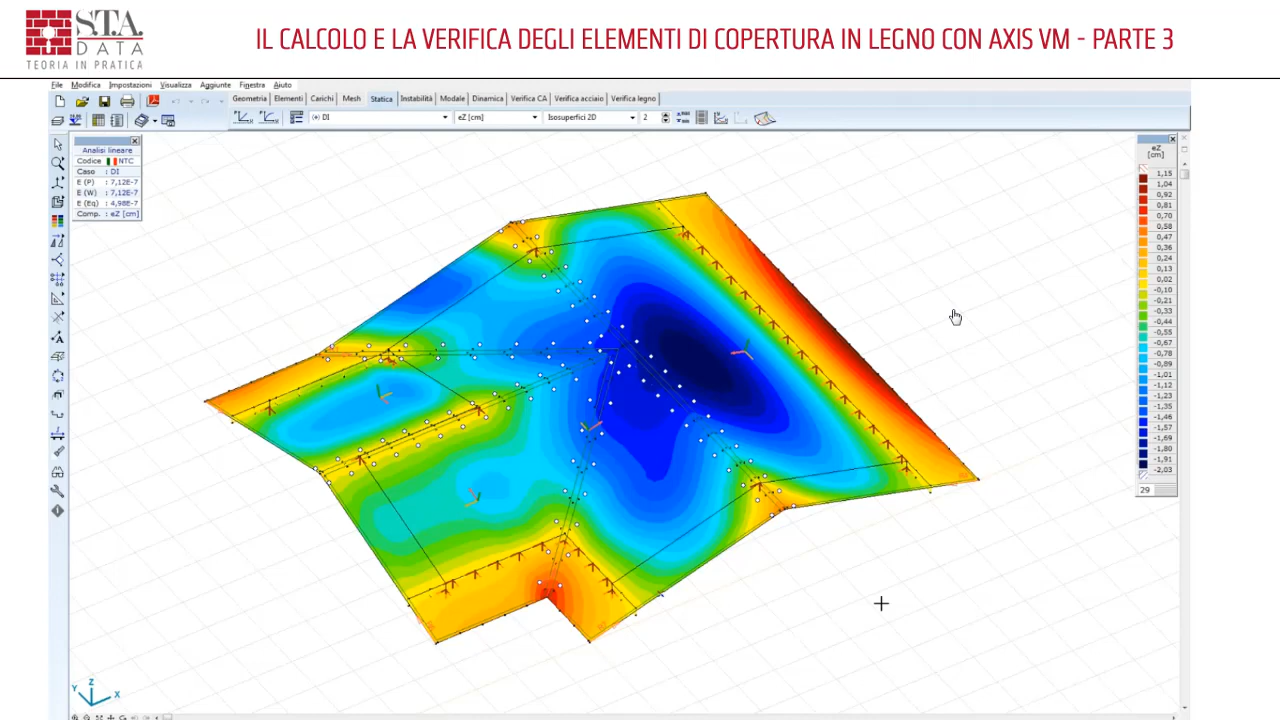 S.T.A.
DATA
TEORIA IN PRATICA
IL CALCOLO E LA VERIFICA DEGLI ELEMENTI DI COPERTURA IN LEGNO CON AXIS VM - PARTE 3
File Modifica Impostazioni Visualizza Aggiunte Finestra Aiuto
Geometria Elementi Carichi Mesh Statica Instabilità Modale Dinamica Verifica CA Verifica acciaio Verifica legno
DI eZ [cm] Isosuperfici 2D 2
Analisi lineare
Codice : NTC
Caso : DI
E (P) : 7,12E-7
E (W) : 7,12E-7
E (Eq) : 4,98E-7
Comp. : eZ [cm]
eZ
[cm]
1,15
1,04
0,92
0,81
0,70
0,58
0,47
0,36
0,24
0,13
0,02
-0,10
-0,21
-0,33
-0,44
-0,55
-0,67
-0,78
-0,89
-1,01
-1,12
-1,23
-1,35
-1,46
-1,57
-1,69
-1,80
-1,91
-2,03
29
Z
Y
X